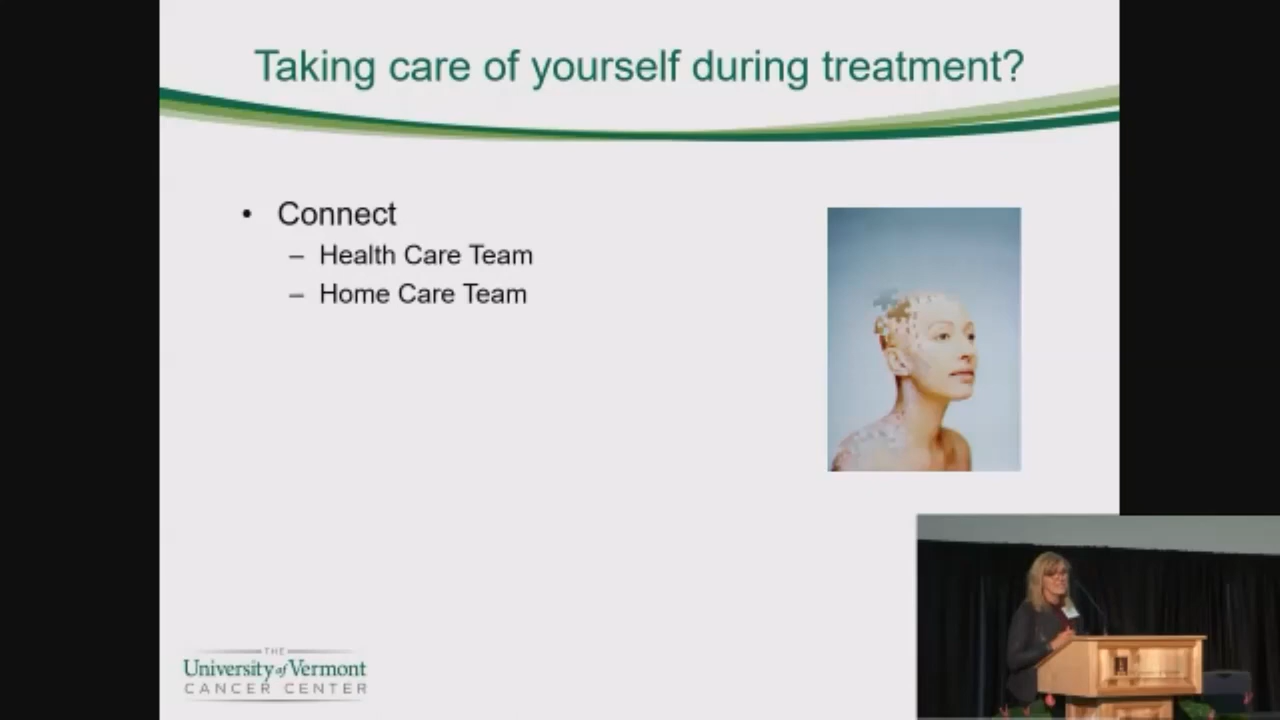 Taking care of yourself during treatment?
• Connect
– Health Care Team
– Home Care Team
THE
University of Vermont
CANCER CENTER